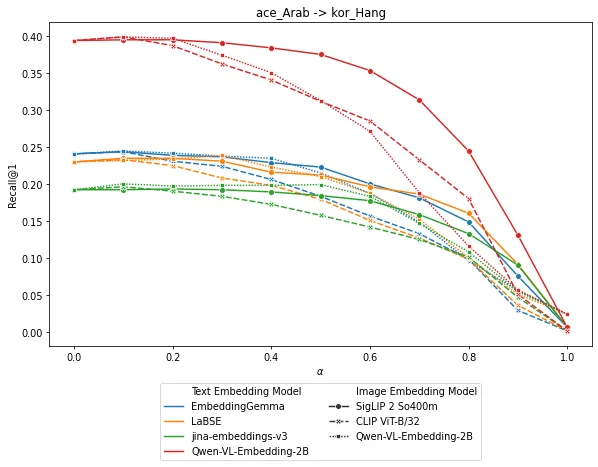 ace_Arab -> kor_Hang
Recall@1
0.40
0.35
0.30
0.25
0.20
0.15
0.10
0.05
0.00
0.0 0.2 0.4 0.6 0.8 1.0
α
Text Embedding Model
EmbeddingGemma
LaBSE
jina-embeddings-v3
Qwen-VL-Embedding-2B
Image Embedding Model
SigLIP 2 So400m
CLIP ViT-B/32
Qwen-VL-Embedding-2B